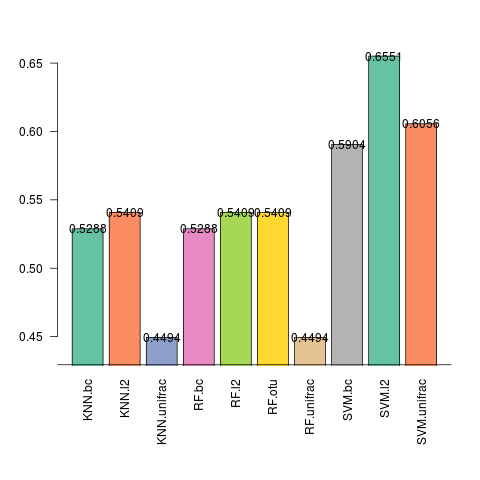 0.65
0.60
0.55
0.50
0.45
0.5288
0.5409
0.4494
0.5288
0.5409
0.5409
0.4494
0.5904
0.6551
0.6056
KNN.bc
KNN.l2
KNN.unifrac
RF.bc
RF.l2
RF.otu
RF.unifrac
SVM.bc
SVM.l2
SVM.unifrac